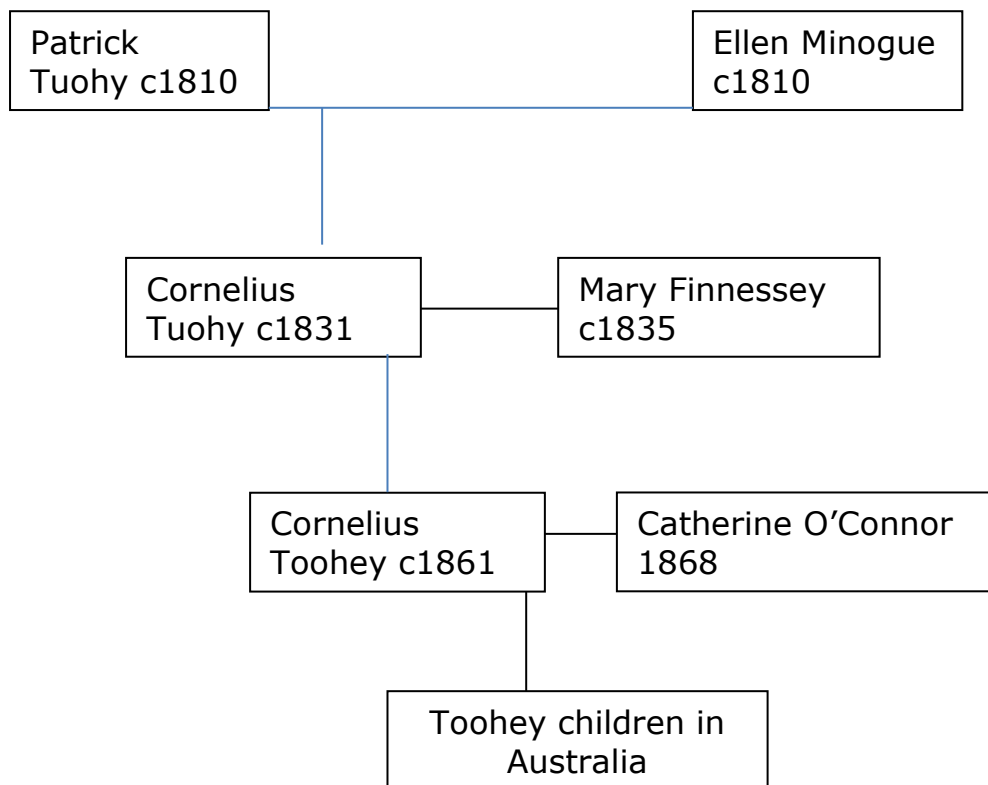 Patrick
Tuohy c1810
Ellen Minogue
c1810
Cornelius
Tuohy c1831
Mary Finnessey
c1835
Cornelius
Toohey c1861
Catherine O’Connor
1868
Toohey children in
Australia